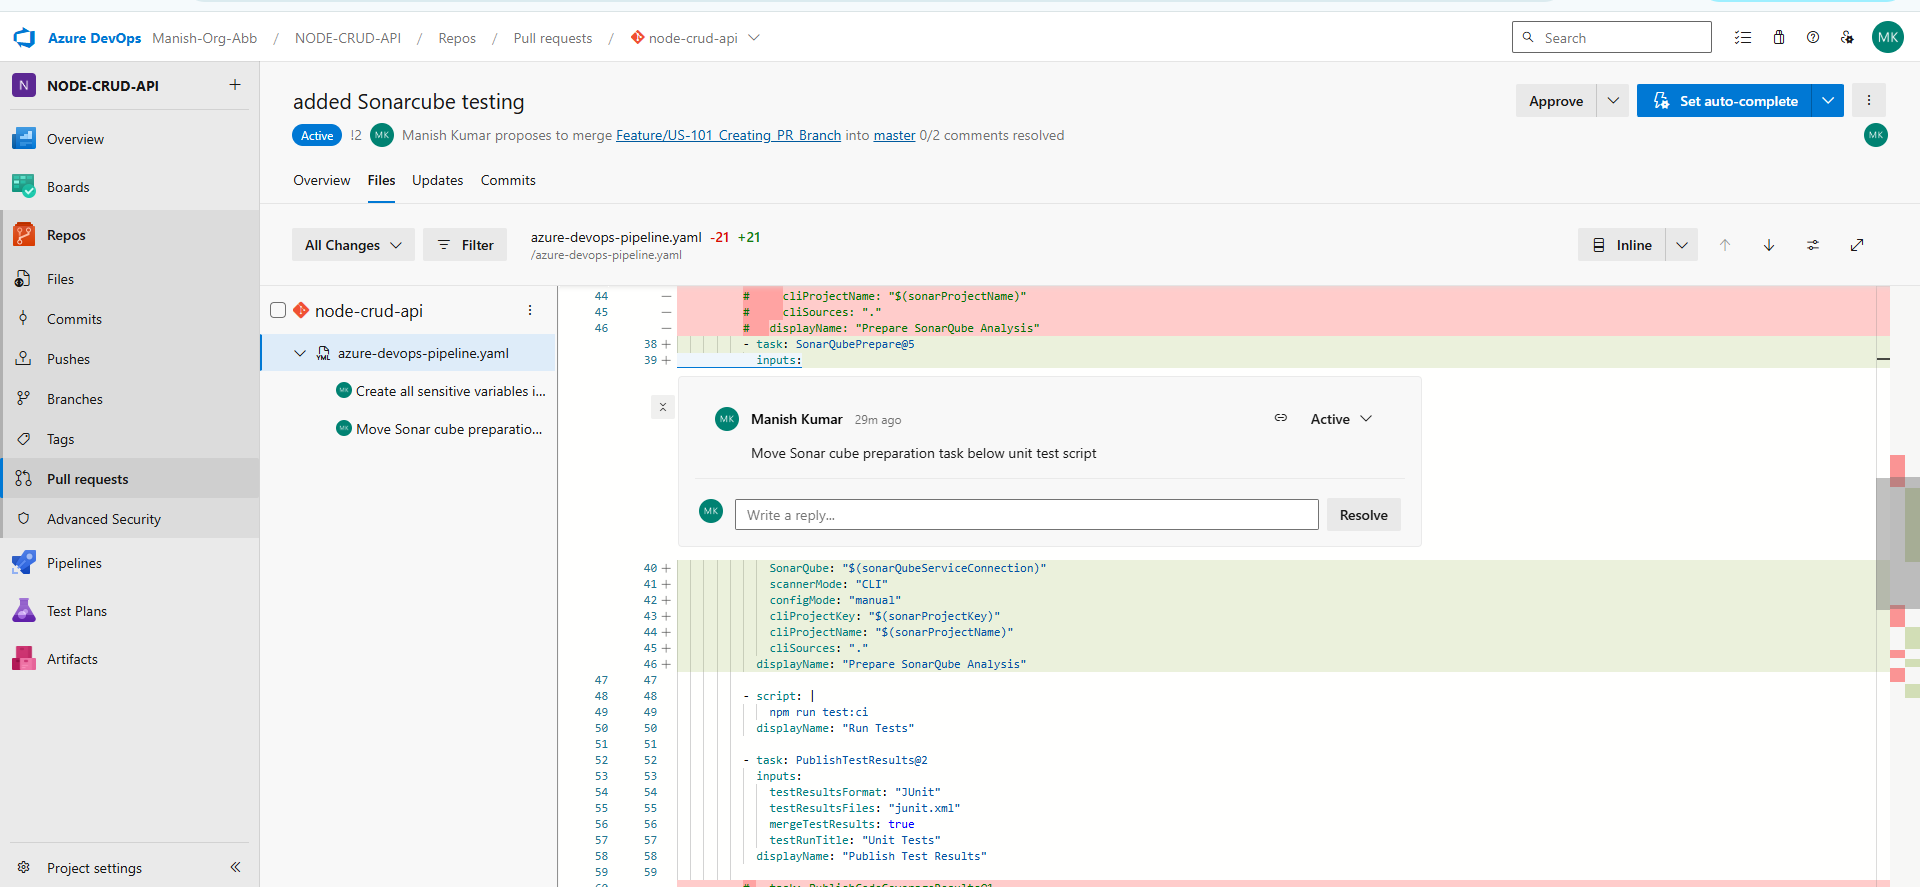 Azure DevOps Manish-Org-Abb / NODE-CRUD-API / Repos / Pull requests / node-crud-api
Search
MK
N NODE-CRUD-API +
Overview
Boards
Repos
Files
Commits
Pushes
Branches
Tags
Pull requests
Advanced Security
Pipelines
Test Plans
Artifacts
Project settings
added Sonarcube testing
Approve
Set auto-complete
Active !2 MK Manish Kumar proposes to merge Feature/US-101_Creating_PR_Branch into master 0/2 comments resolved
MK
Overview Files Updates Commits
All Changes
Filter
azure-devops-pipeline.yaml -21 +21
/azure-devops-pipeline.yaml
Inline
node-crud-api
YML azure-devops-pipeline.yaml
MK Create all sensitive variables i...
MK Move Sonar cube preparatio...
44 — # cliProjectName: "$(sonarProjectName)"
45 — # cliSources: "."
46 — # displayName: "Prepare SonarQube Analysis"
38 + - task: SonarQubePrepare@5
39 + inputs:
MK Manish Kumar 29m ago
Active
Move Sonar cube preparation task below unit test script
MK Write a reply...
Resolve
40 + SonarQube: "$(sonarQubeServiceConnection)"
41 + scannerMode: "CLI"
42 + configMode: "manual"
43 + cliProjectKey: "$(sonarProjectKey)"
44 + cliProjectName: "$(sonarProjectName)"
45 + cliSources: "."
46 + displayName: "Prepare SonarQube Analysis"
47 47
48 48 - script: |
49 49 npm run test:ci
50 50 displayName: "Run Tests"
51 51
52 52 - task: PublishTestResults@2
53 53 inputs:
54 54 testResultsFormat: "JUnit"
55 55 testResultsFiles: "junit.xml"
56 56 mergeTestResults: true
57 57 testRunTitle: "Unit Tests"
58 58 displayName: "Publish Test Results"
59 59